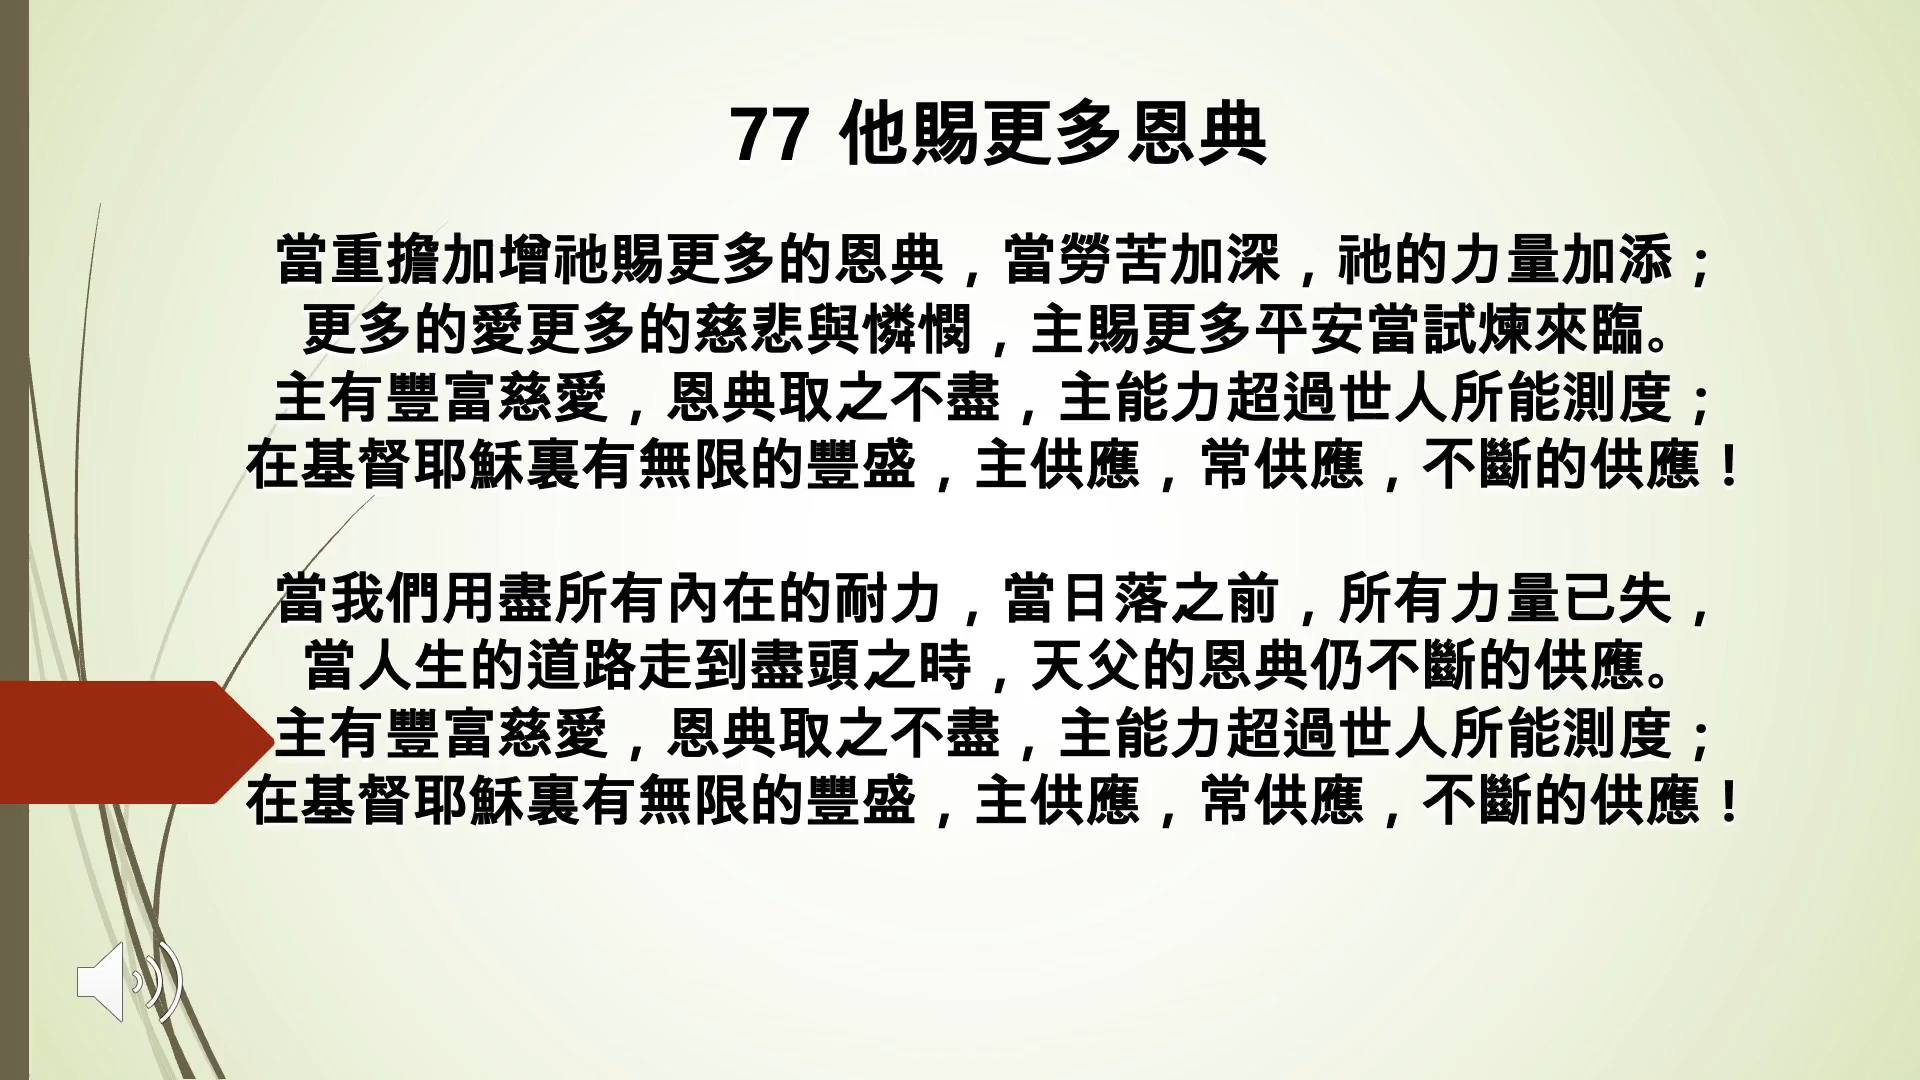 77 他賜更多恩典
當重擔加增祂賜更多的恩典，當勞苦加深，祂的力量加添；
更多的愛更多的慈悲與憐憫，主賜更多平安當試煉來臨。
主有豐富慈愛，恩典取之不盡，主能力超過世人所能測度；
在基督耶穌裏有無限的豐盛，主供應，常供應，不斷的供應！
當我們用盡所有內在的耐力，當日落之前，所有力量已失，
當人生的道路走到盡頭之時，天父的恩典仍不斷的供應。
主有豐富慈愛，恩典取之不盡，主能力超過世人所能測度；
在基督耶穌裏有無限的豐盛，主供應，常供應，不斷的供應！